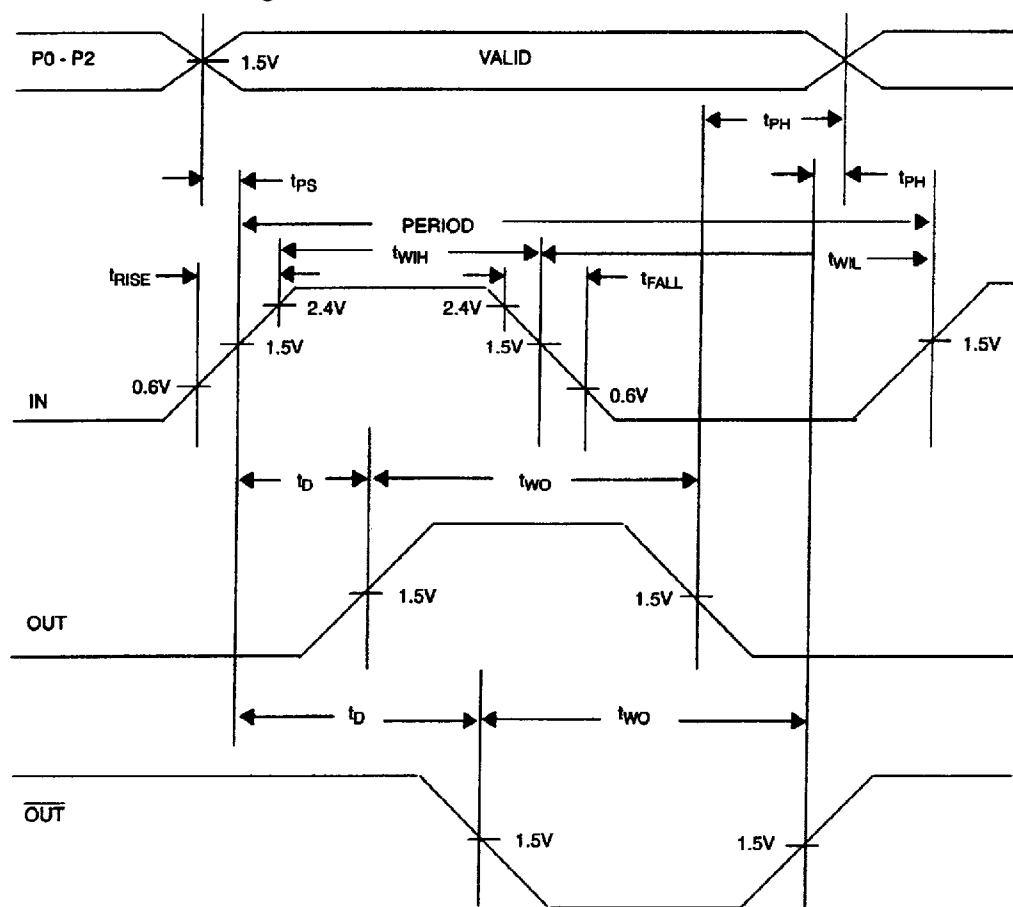 P0 - P2
1.5V
VALID
tPH
tPS
tPH
PERIOD
tWIH
tWIL
tRISE
tFALL
2.4V
2.4V
1.5V
1.5V
1.5V
0.6V
0.6V
IN
tD
tWO
1.5V
1.5V
OUT
tD
tWO
O̅U̅T̅
1.5V
1.5V